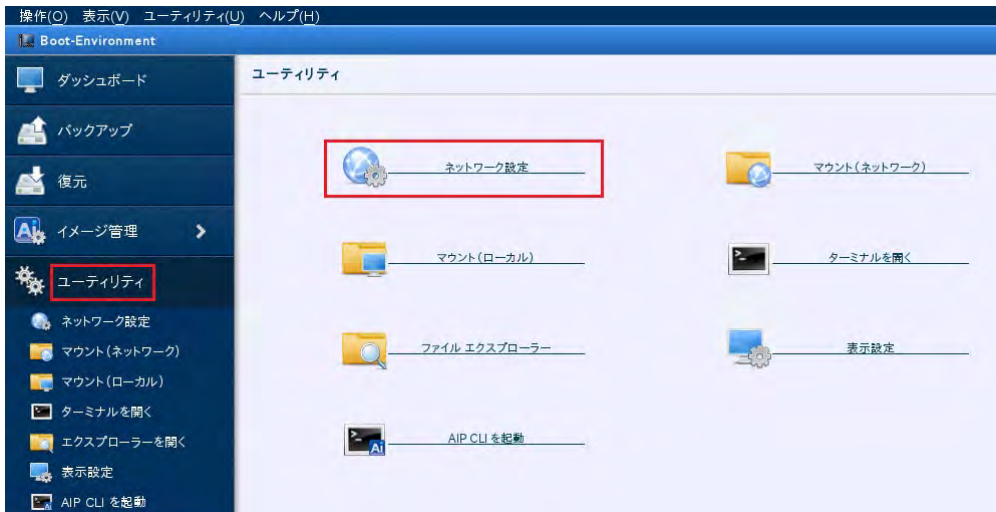 操作(O) 表示(V) ユーティリティ(U) ヘルプ(H)
Boot-Environment
ダッシュボード
バックアップ
復元
イメージ管理
ユーティリティ
ネットワーク設定
マウント(ネットワーク)
マウント(ローカル)
ターミナルを開く
エクスプローラーを開く
表示設定
AIP CLI を起動
ユーティリティ
ネットワーク設定
マウント(ネットワーク)
マウント(ローカル)
ターミナルを開く
ファイル エクスプローラー
表示設定
AIP CLI を起動